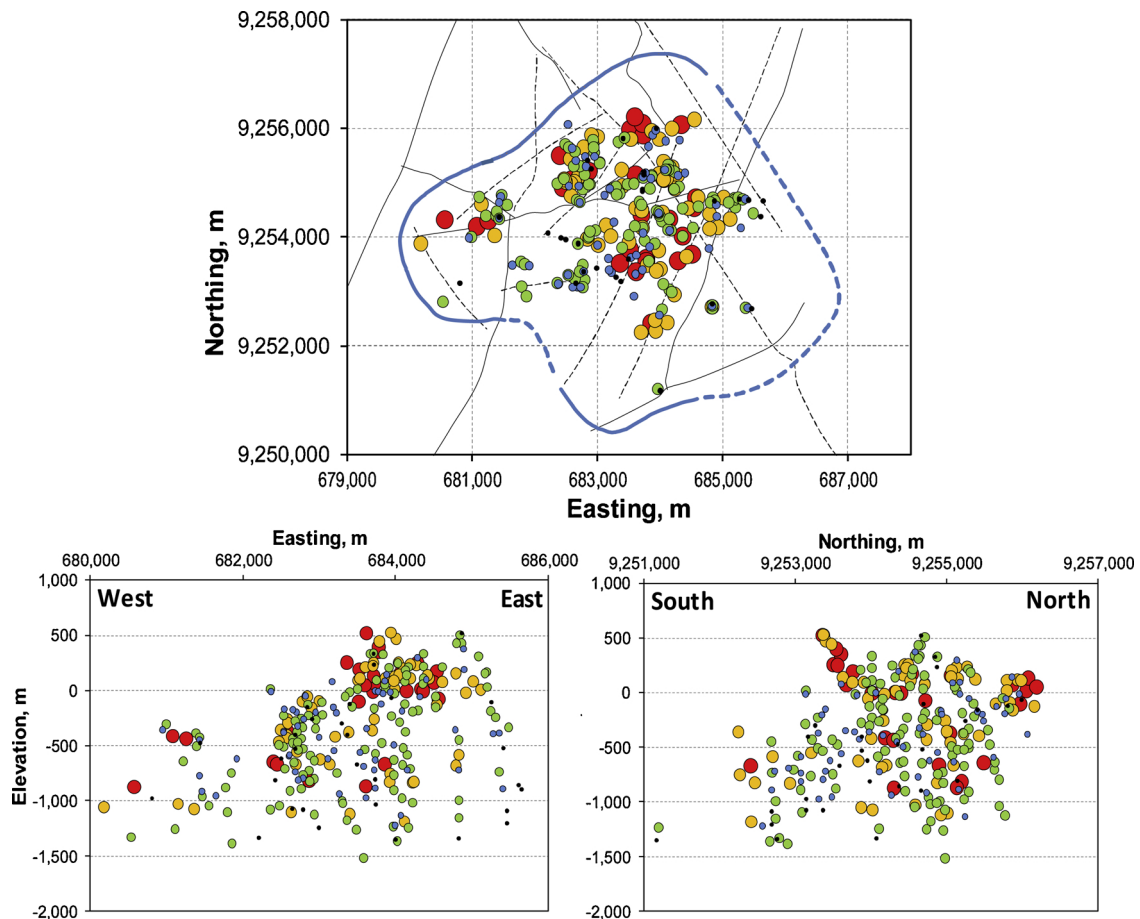 9,258,000
9,256,000
9,254,000
9,252,000
9,250,000
Northing, m
679,000 681,000 683,000 685,000 687,000
Easting, m
Easting, m
680,000 682,000 684,000 686,000
1,000
500
0
-500
-1,000
-1,500
-2,000
Elevation, m
West East
Northing, m
9,251,000 9,253,000 9,255,000 9,257,000
1,000
500
0
-500
-1,000
-1,500
-2,000
South North